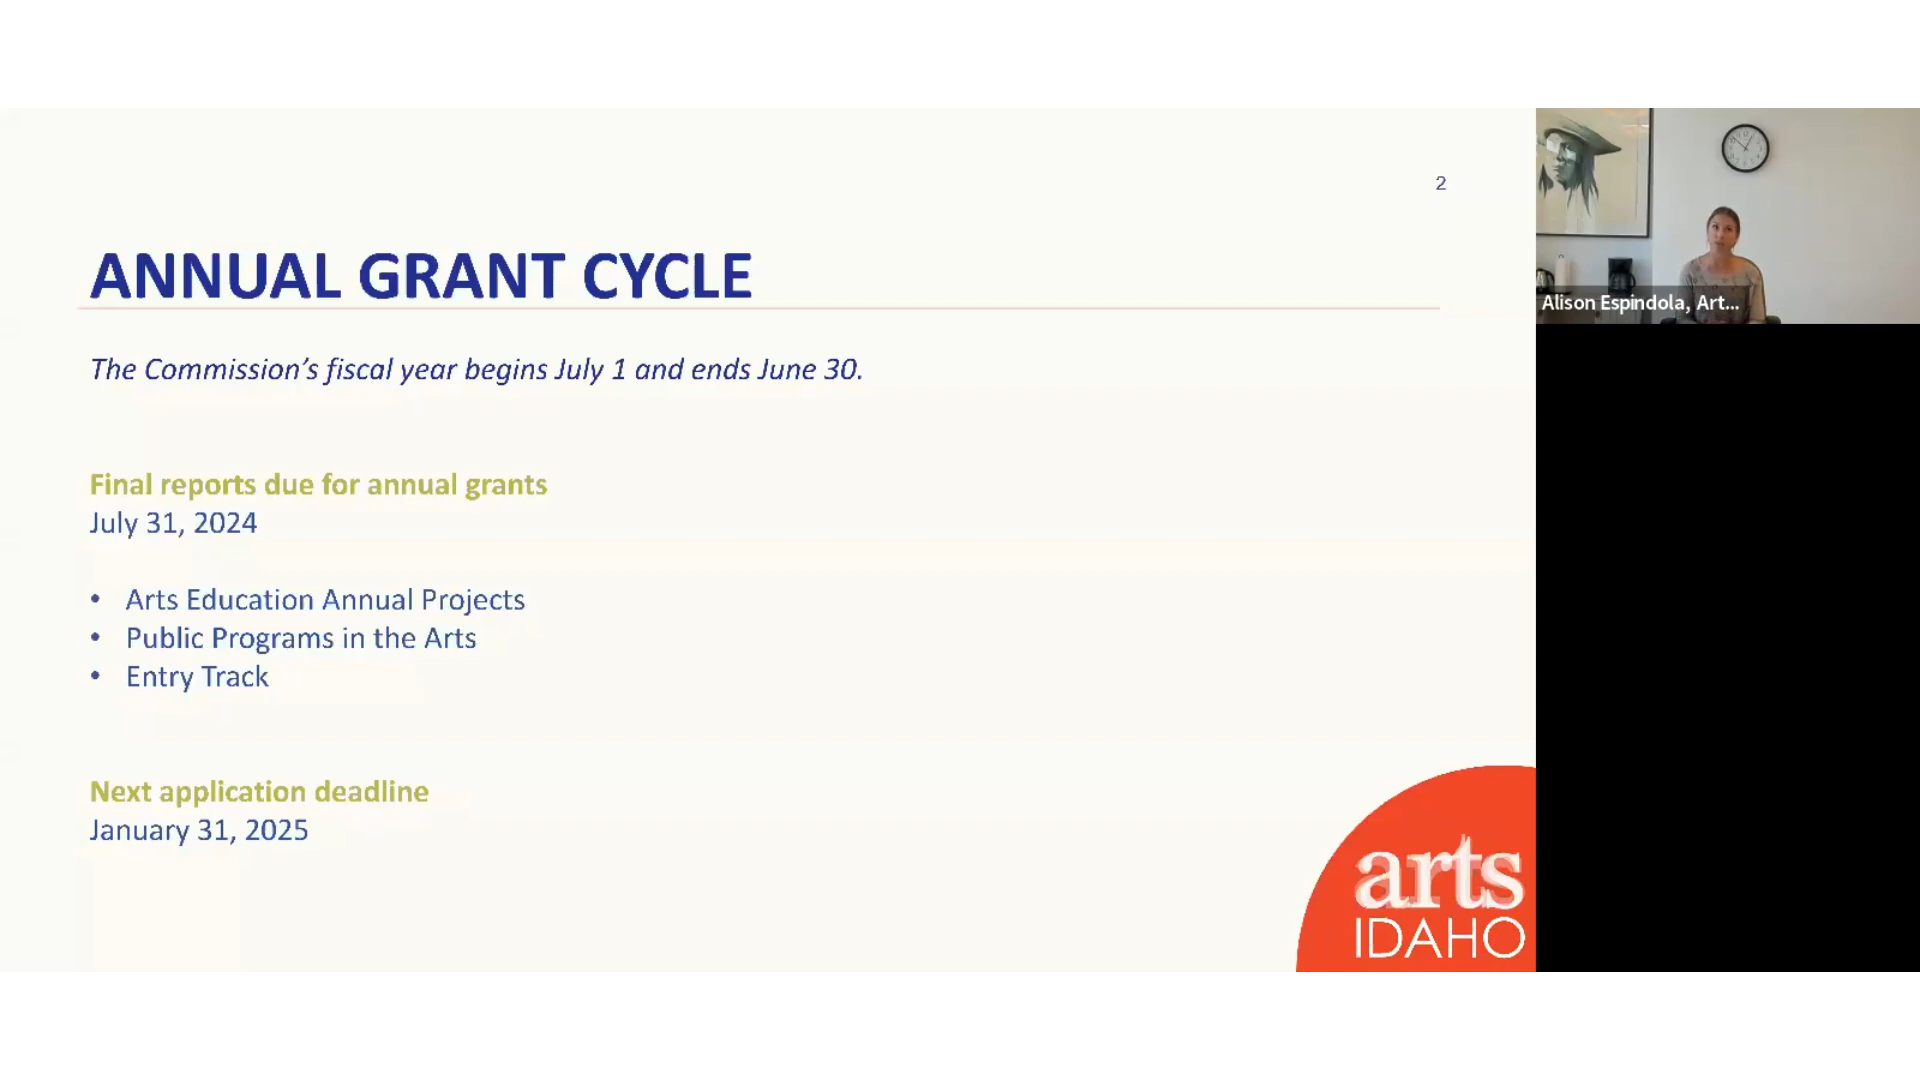 2
ANNUAL GRANT CYCLE
The Commission’s fiscal year begins July 1 and ends June 30.
Final reports due for annual grants
July 31, 2024
• Arts Education Annual Projects
• Public Programs in the Arts
• Entry Track
Next application deadline
January 31, 2025
arts
IDAHO
Alison Espindola, Art...